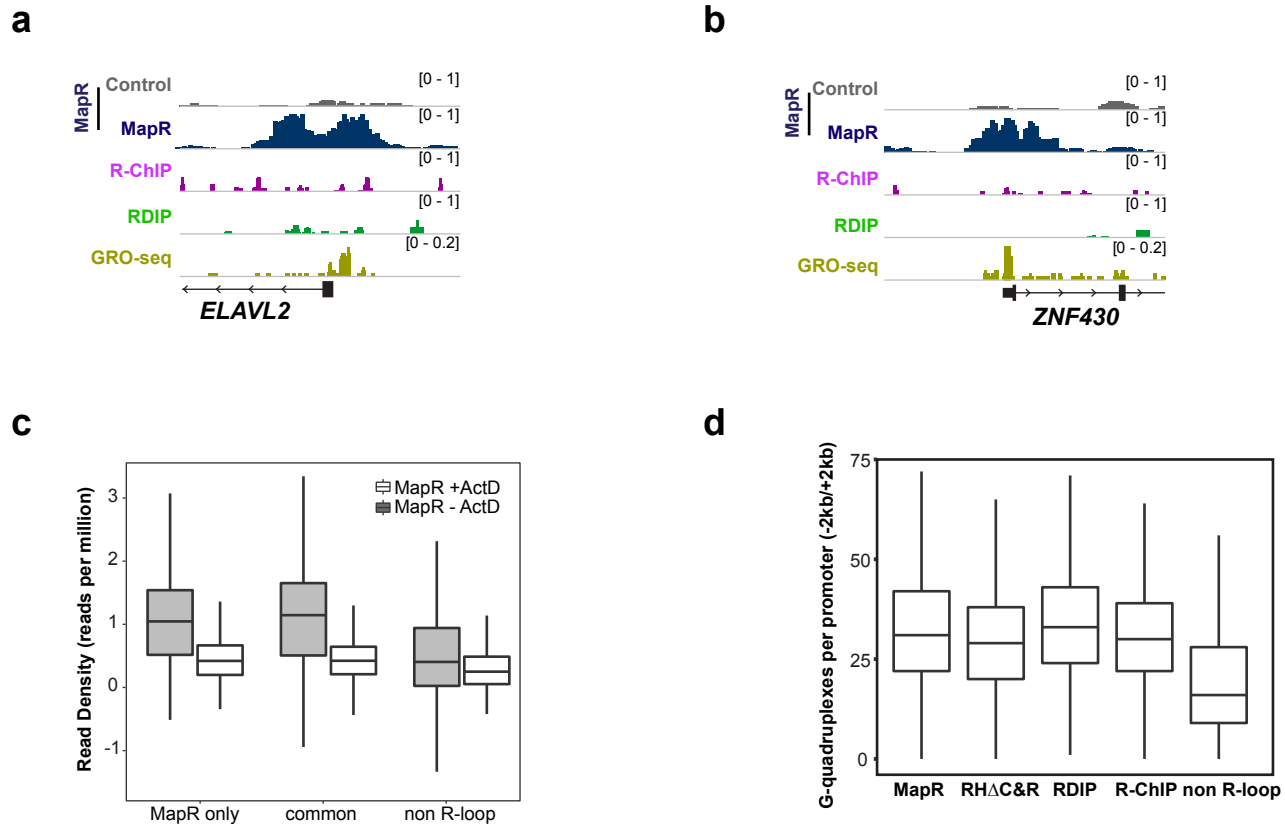 a
MapR
Control
[0 - 1]
MapR
[0 - 1]
R-ChIP
[0 - 1]
RDIP
[0 - 1]
GRO-seq
[0 - 0.2]
ELAVL2
b
MapR
Control
[0 - 1]
MapR
[0 - 1]
R-ChIP
[0 - 1]
RDIP
[0 - 1]
GRO-seq
[0 - 0.2]
ZNF430
c
Read Density (reads per million)
3
2
1
0
-1
MapR +ActD
MapR - ActD
MapR only common non R-loop
d
G-quadruplexes per promoter (-2kb/+2kb)
75
50
25
0
MapR RHΔC&R RDIP R-ChIP non R-loop